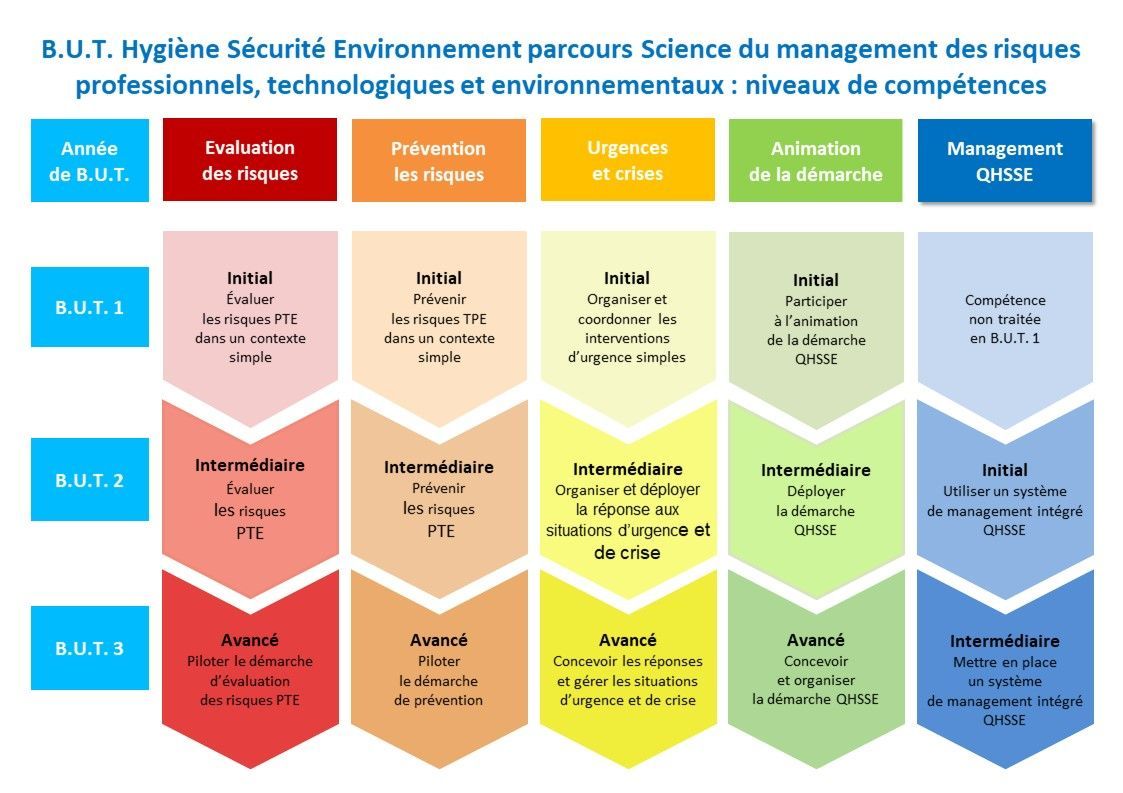 B.U.T. Hygiène Sécurité Environnement parcours Science du management des risques
professionnels, technologiques et environnementaux : niveaux de compétences
Année
de B.U.T.
Evaluation
des risques
Prévention
les risques
Urgences
et crises
Animation
de la démarche
Management
QHSSE
B.U.T. 1
Initial
Évaluer
les risques PTE
dans un contexte
simple
Initial
Prévenir
les risques TPE
dans un contexte
simple
Initial
Organiser et
coordonner les
interventions
d’urgence simples
Initial
Participer
à l’animation
de la démarche
QHSSE
Compétence
non traitée
en B.U.T. 1
B.U.T. 2
Intermédiaire
Évaluer
les risques
PTE
Intermédiaire
Prévenir
les risques
PTE
Intermédiaire
Organiser et déployer
la réponse aux
situations d’urgence et
de crise
Intermédiaire
Déployer
la démarche
QHSSE
Initial
Utiliser un système
de management intégré
QHSSE
B.U.T. 3
Avancé
Piloter le démarche
d’évaluation
des risques PTE
Avancé
Piloter
le démarche
de prévention
Avancé
Concevoir les réponses
et gérer les situations
d’urgence et de crise
Avancé
Concevoir
et organiser
la démarche QHSSE
Intermédiaire
Mettre en place
un système
de management intégré
QHSSE